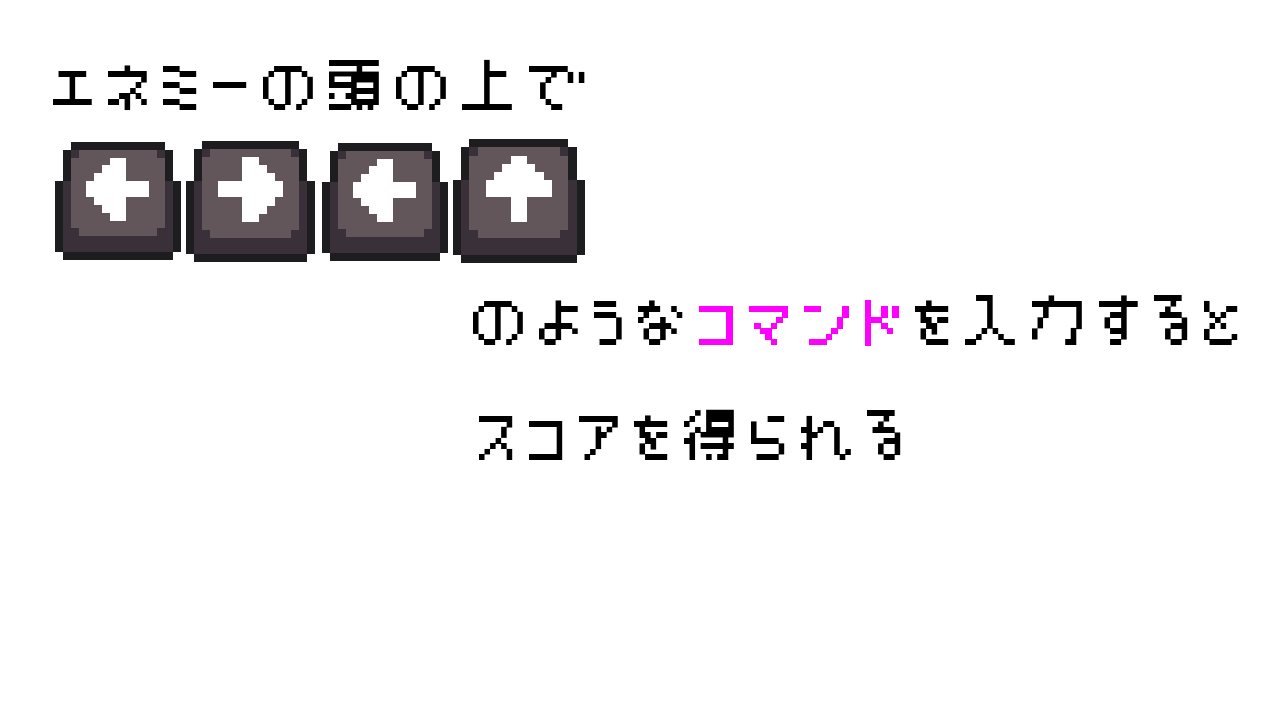 エネミーの頭の上で
← → ← ↑
のようなコマンドを入力すると
スコアを得られる